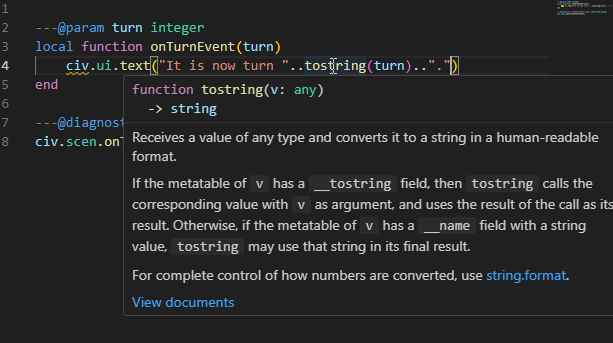 1
2 ---@param turn integer
3 local function onTurnEvent(turn)
4 civ.ui.text("It is now turn "..tostring(turn)..".")
5 end
function tostring(v: any)
6 -> string
7 ---@diagnost
8 civ.scen.onT
Receives a value of any type and converts it to a string in a human-readable
format.
If the metatable of v has a __tostring field, then tostring calls the
corresponding value with v as argument, and uses the result of the call as its
result. Otherwise, if the metatable of v has a __name field with a string
value, tostring may use that string in its final result.
For complete control of how numbers are converted, use string.format.
View documents